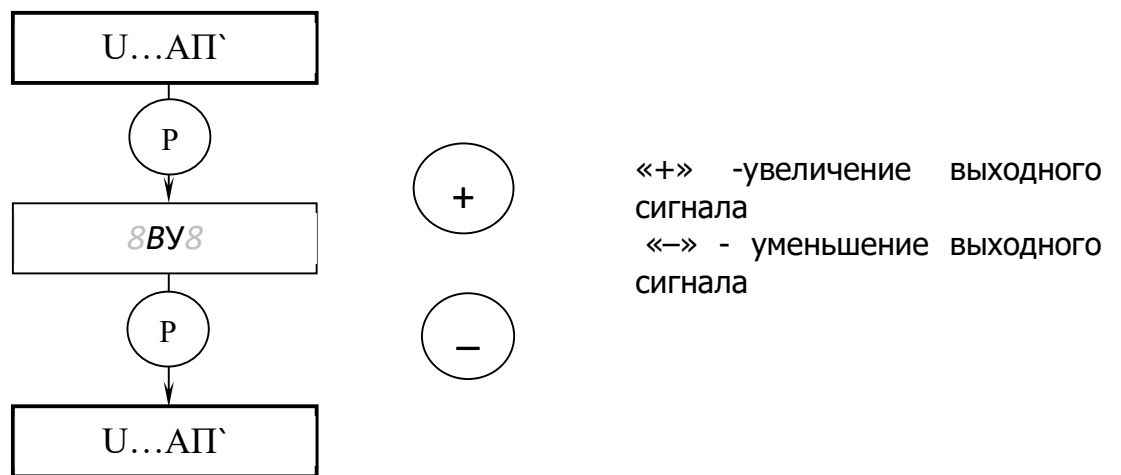 U…АП`
Р
8ВУ8
Р
U…АП`
+
–
«+» -увеличение выходного
сигнала
«–» - уменьшение выходного
сигнала